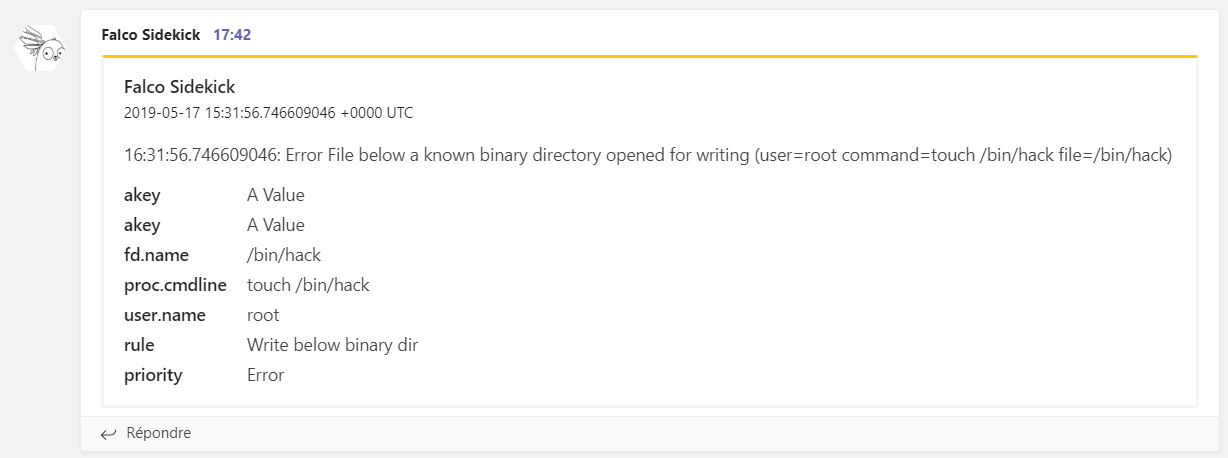 Falco Sidekick 17:42
Falco Sidekick
2019-05-17 15:31:56.746609046 +0000 UTC
16:31:56.746609046: Error File below a known binary directory opened for writing (user=root command=touch /bin/hack file=/bin/hack)
akey A Value
akey A Value
fd.name /bin/hack
proc.cmdline touch /bin/hack
user.name root
rule Write below binary dir
priority Error
Répondre